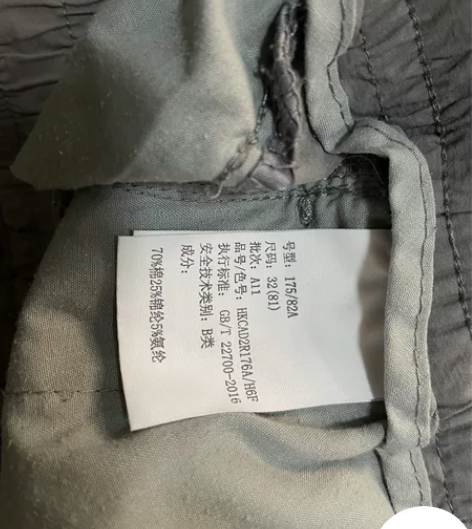 号型: 175/82A
尺码: 32(81)
批次: A11
品号/色号: HKCAD2R176A/H6F
执行标准: GB/T 22700-2016
安全技术类别: B类
成分:
70%棉25%锦纶5%氨纶